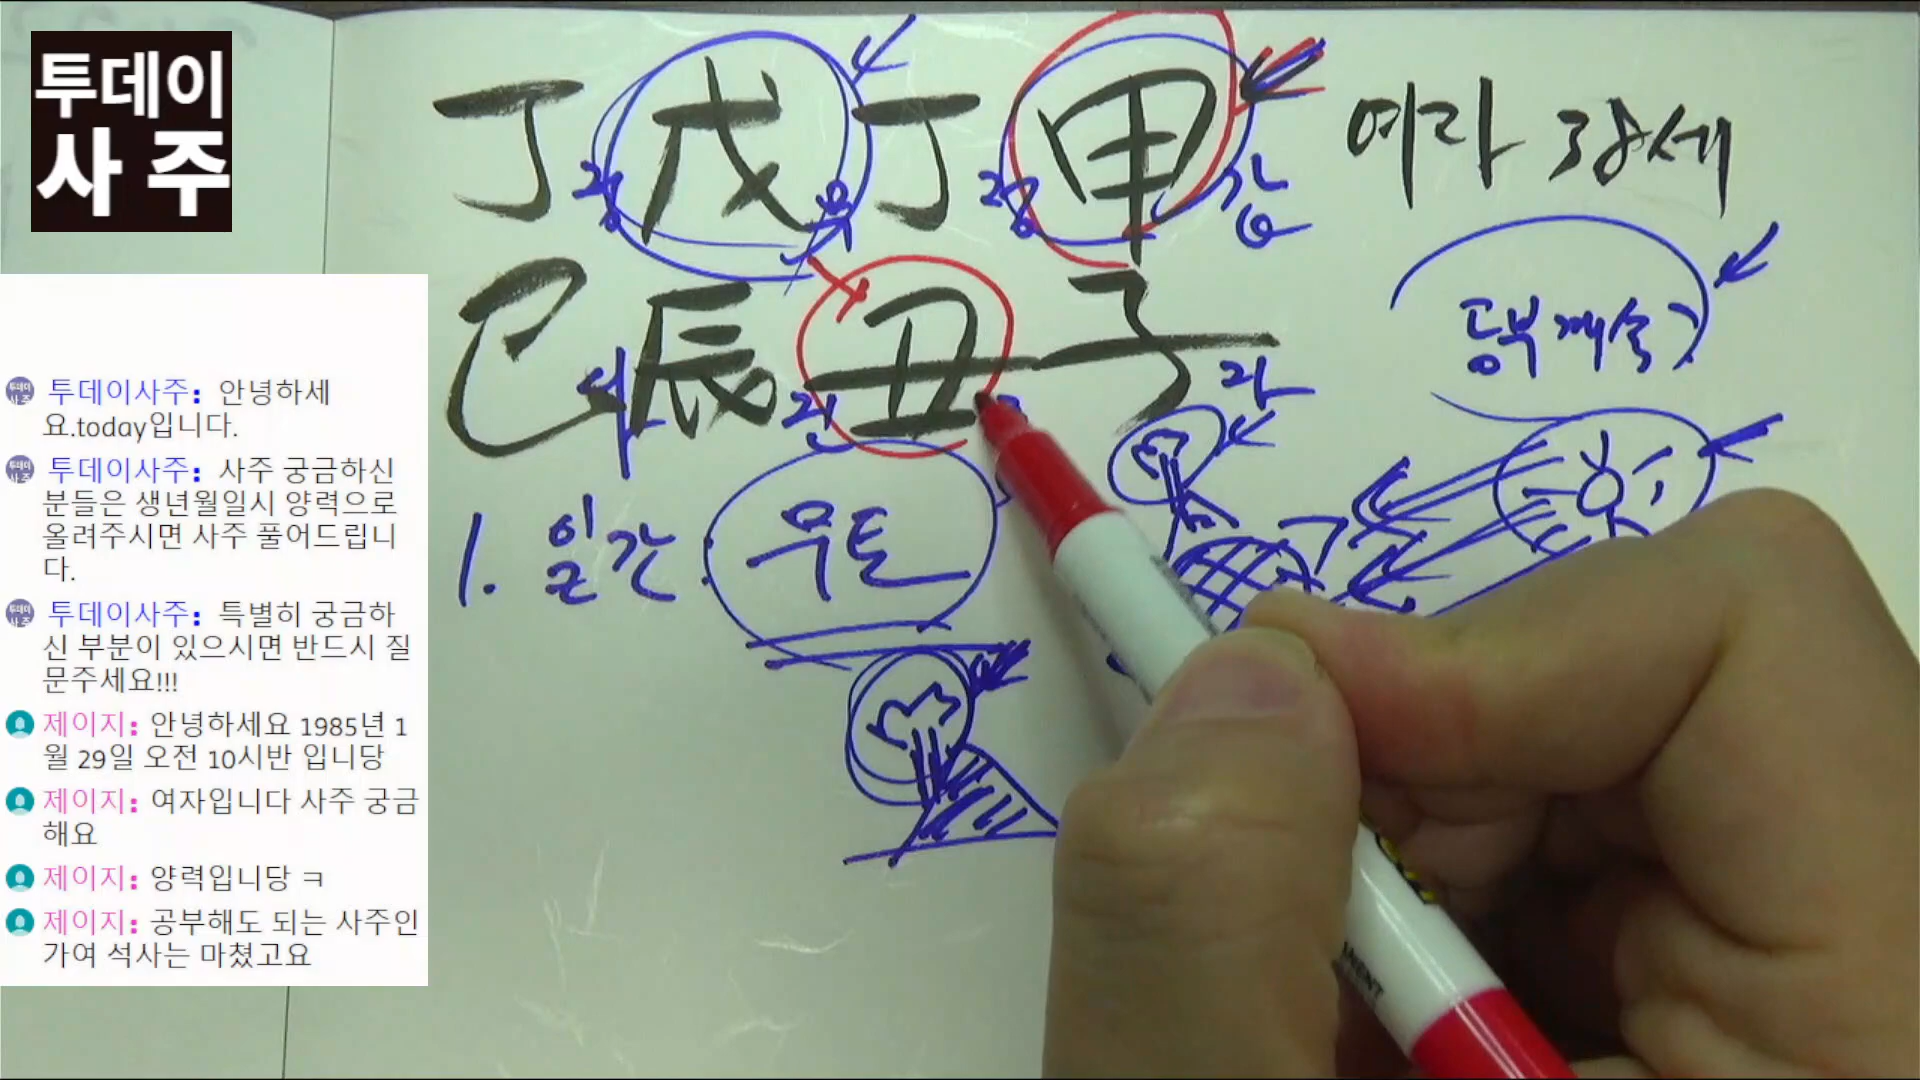 투데이
사주
丁戊丁甲 여자
巳辰丑子
공부계속?
1. 일간 무토
투데이사주: 안녕하세
요.today입니다.
투데이사주: 사주 궁금하신
분들은 생년월일시 양력으로
올려주시면 사주 풀어드립니
다.
투데이사주: 특별히 궁금하
신 부분이 있으시면 반드시 질
문주세요!!!
제이지: 안녕하세요 1985년 1
월 29일 오전 10시반 입니당
제이지: 여자입니다 사주 궁금
해요
제이지: 양력입니당 ㅋ
제이지: 공부해도 되는 사주인
가여 석사는 마쳤고요